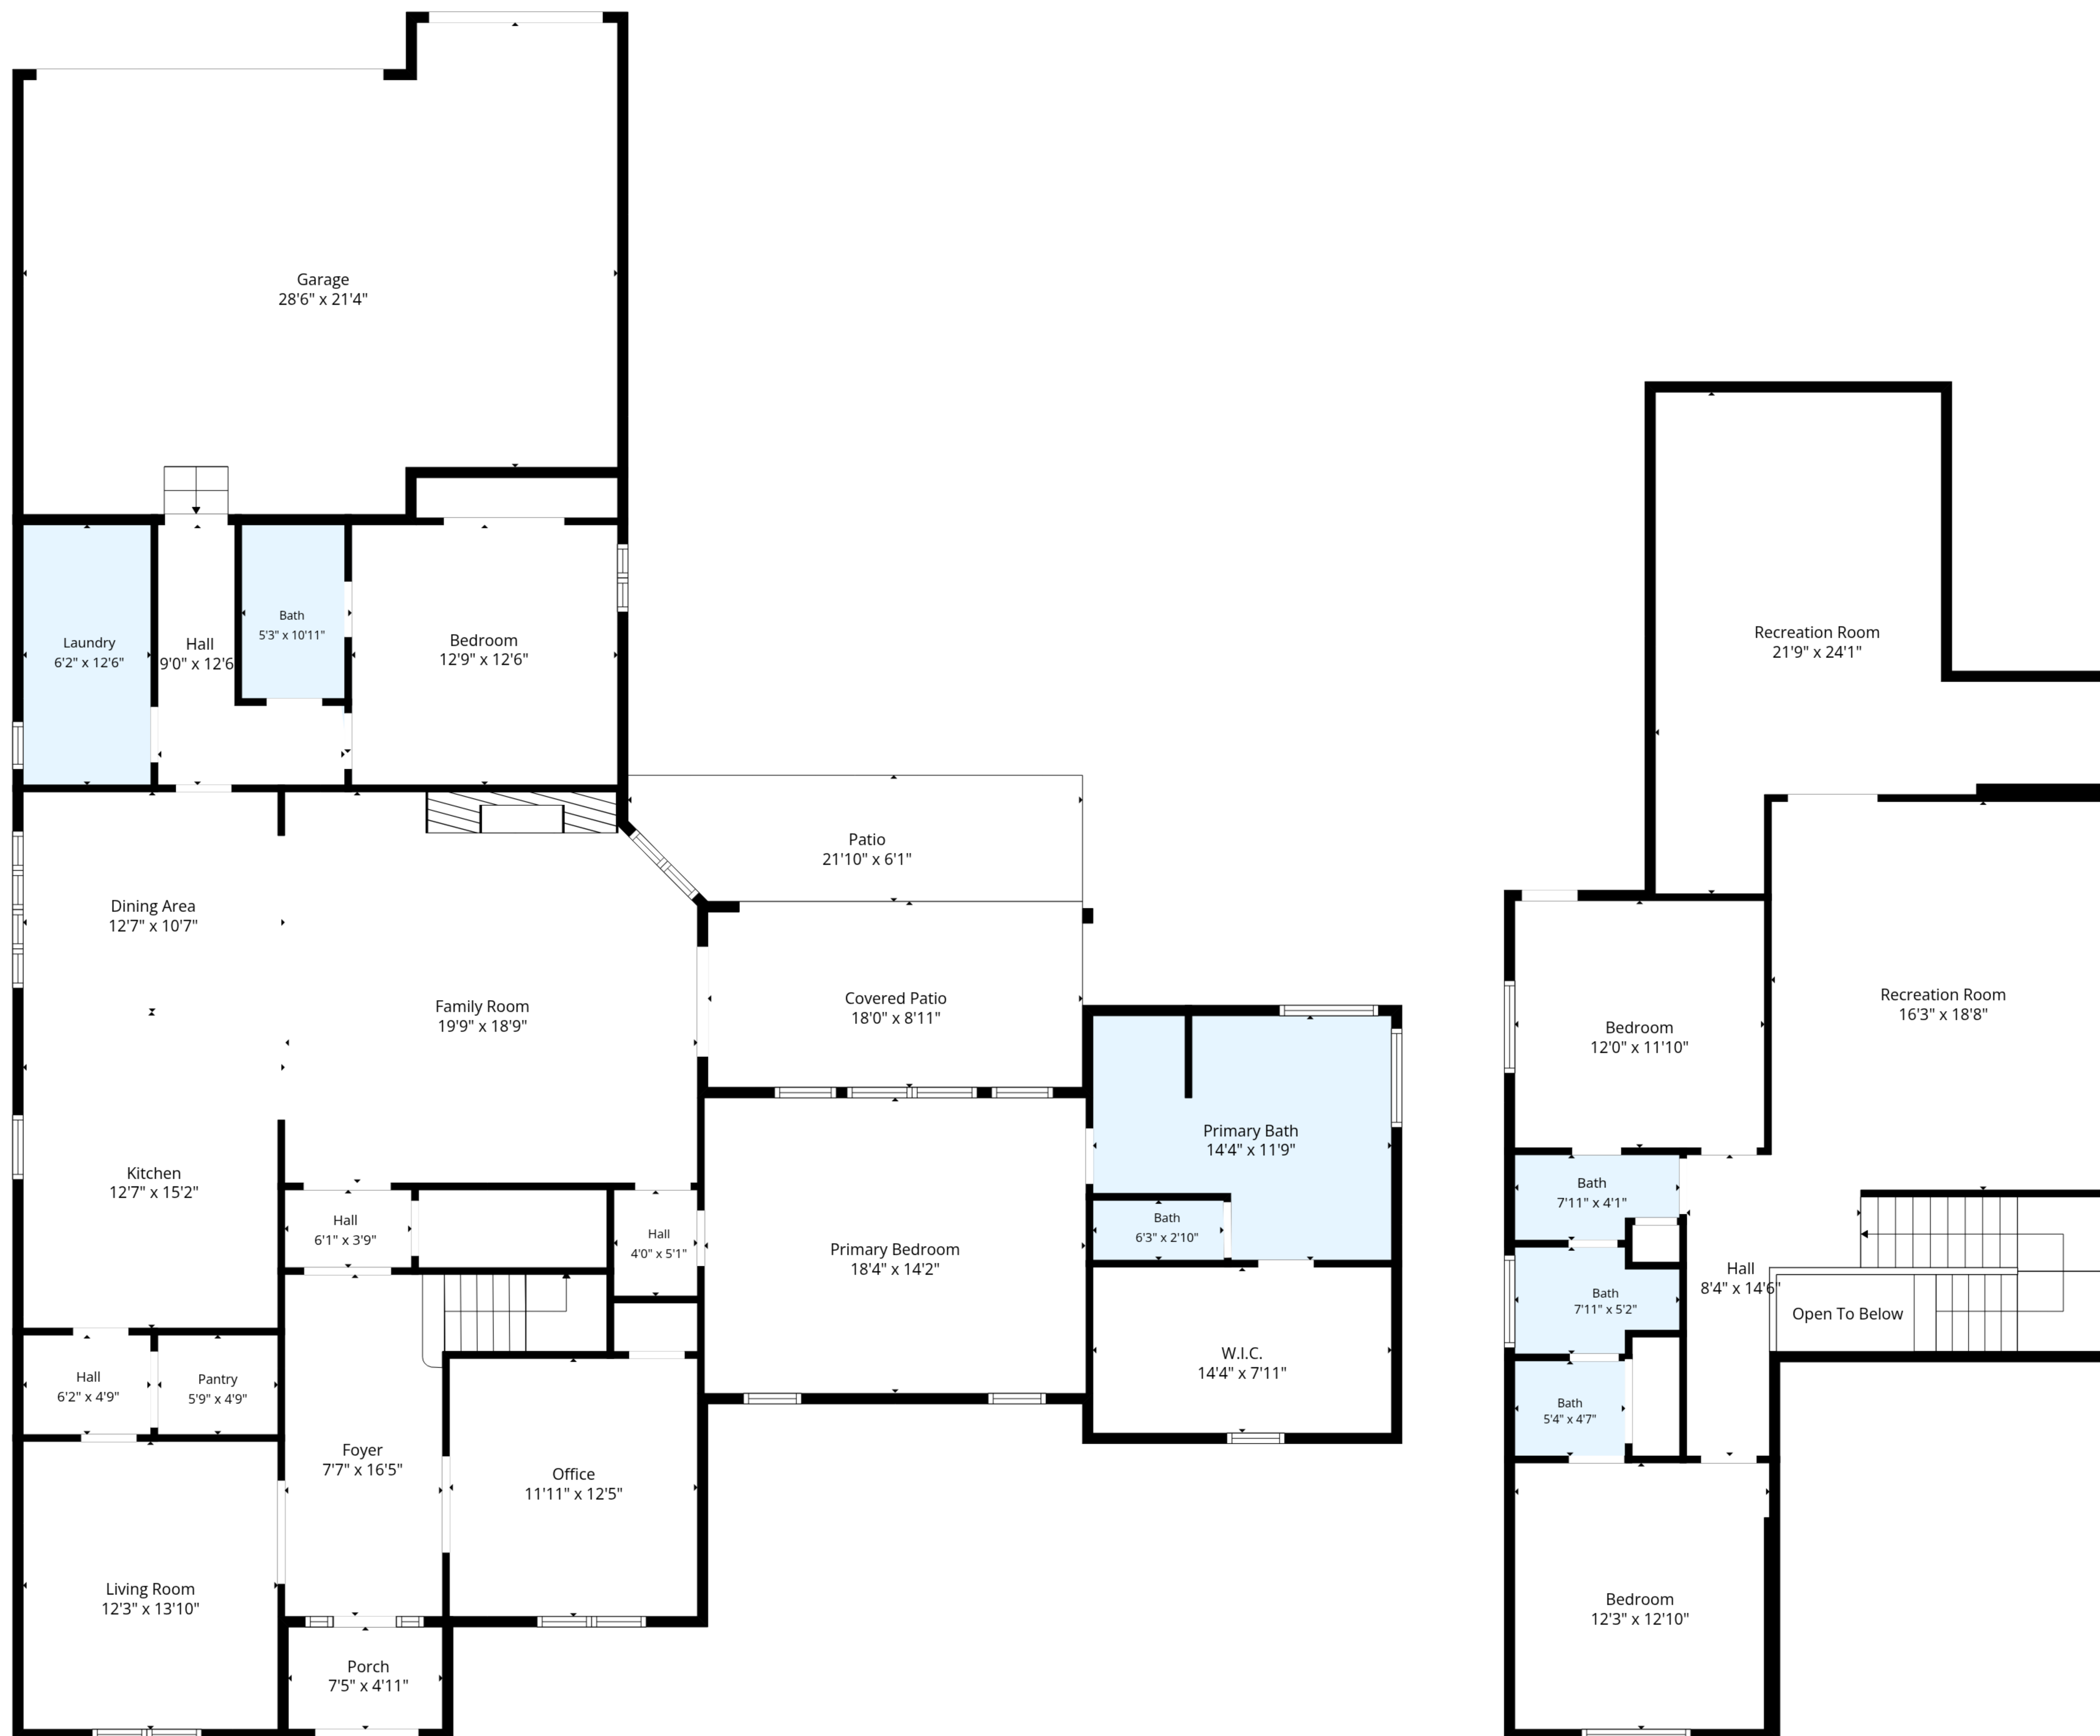 Garage
28'6" x 21'4"
Laundry
6'2" x 12'6"
Hall
9'0" x 12'6
Bath
5'3" x 10'11"
Bedroom
12'9" x 12'6"
Patio
21'10" x 6'1"
Dining Area
12'7" x 10'7"
Family Room
19'9" x 18'9"
Covered Patio
18'0" x 8'11"
Kitchen
12'7" x 15'2"
Primary Bath
14'4" x 11'9"
Hall
6'1" x 3'9"
Hall
4'0" x 5'1"
Primary Bedroom
18'4" x 14'2"
Bath
6'3" x 2'10"
Hall
6'2" x 4'9"
Pantry
5'9" x 4'9"
W.I.C.
14'4" x 7'11"
Foyer
7'7" x 16'5"
Office
11'11" x 12'5"
Living Room
12'3" x 13'10"
Porch
7'5" x 4'11"
Recreation Room
21'9" x 24'1"
Recreation Room
16'3" x 18'8"
Bedroom
12'0" x 11'10"
Bath
7'11" x 4'1"
Hall
8'4" x 14'6"
Bath
7'11" x 5'2"
Open To Below
Bath
5'4" x 4'7"
Bedroom
12'3" x 12'10"